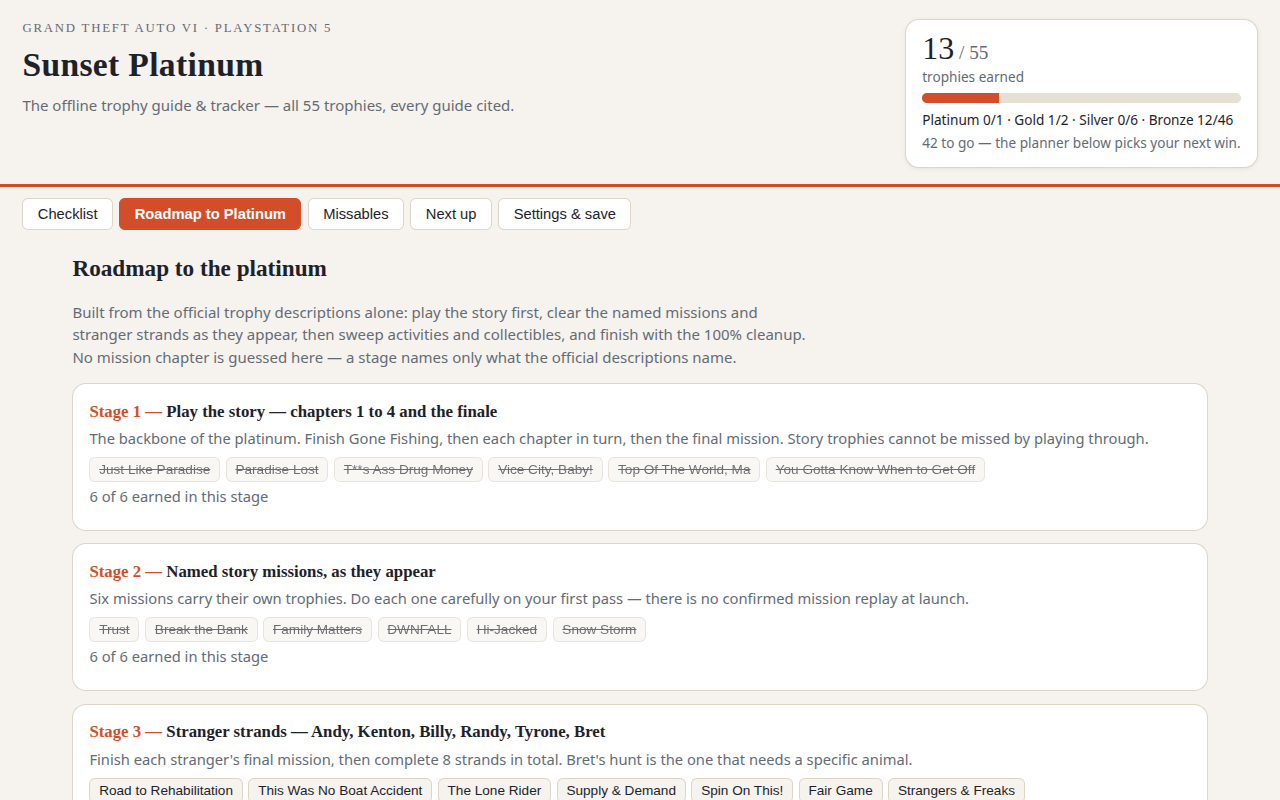 GRAND THEFT AUTO VI · PLAYSTATION 5
Sunset Platinum
The offline trophy guide & tracker — all 55 trophies, every guide cited.
13 / 55
trophies earned
Platinum 0/1 · Gold 1/2 · Silver 0/6 · Bronze 12/46
42 to go — the planner below picks your next win.
Checklist
Roadmap to Platinum
Missables
Next up
Settings & save
Roadmap to the platinum
Built from the official trophy descriptions alone: play the story first, clear the named missions and
stranger strands as they appear, then sweep activities and collectibles, and finish with the 100% cleanup.
No mission chapter is guessed here — a stage names only what the official descriptions name.
Stage 1 — Play the story — chapters 1 to 4 and the finale
The backbone of the platinum. Finish Gone Fishing, then each chapter in turn, then the final mission. Story trophies cannot be missed by playing through.
Just Like Paradise
Paradise Lost
T**s Ass Drug Money
Vice City, Baby!
Top Of The World, Ma
You Gotta Know When to Get Off
6 of 6 earned in this stage
Stage 2 — Named story missions, as they appear
Six missions carry their own trophies. Do each one carefully on your first pass — there is no confirmed mission replay at launch.
Trust
Break the Bank
Family Matters
DWNFALL
Hi-Jacked
Snow Storm
6 of 6 earned in this stage
Stage 3 — Stranger strands — Andy, Kenton, Billy, Randy, Tyrone, Bret
Finish each stranger's final mission, then complete 8 strands in total. Bret's hunt is the one that needs a specific animal.
Road to Rehabilitation
This Was No Boat Accident
The Lone Rider
Supply & Demand
Spin On This!
Fair Game
Strangers & Freaks